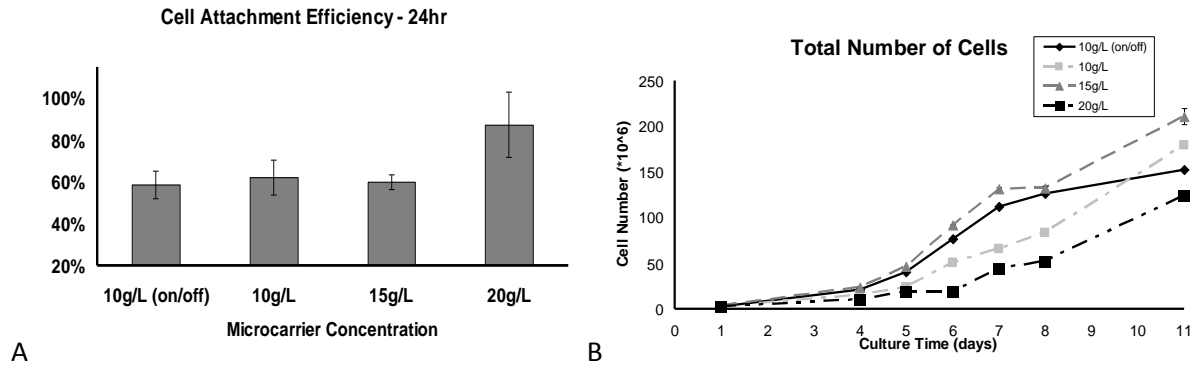 Cell Attachment Efficiency - 24hr
100%
80%
60%
40%
20%
10g/L (on/off) 10g/L 15g/L 20g/L
Microcarrier Concentration
A
Total Number of Cells
10g/L (on/off)
10g/L
15g/L
20g/L
Cell Number (*10^6)
250
200
150
100
50
0
0 1 2 3 4 5 6 7 8 9 10 11
Culture Time (days)
B